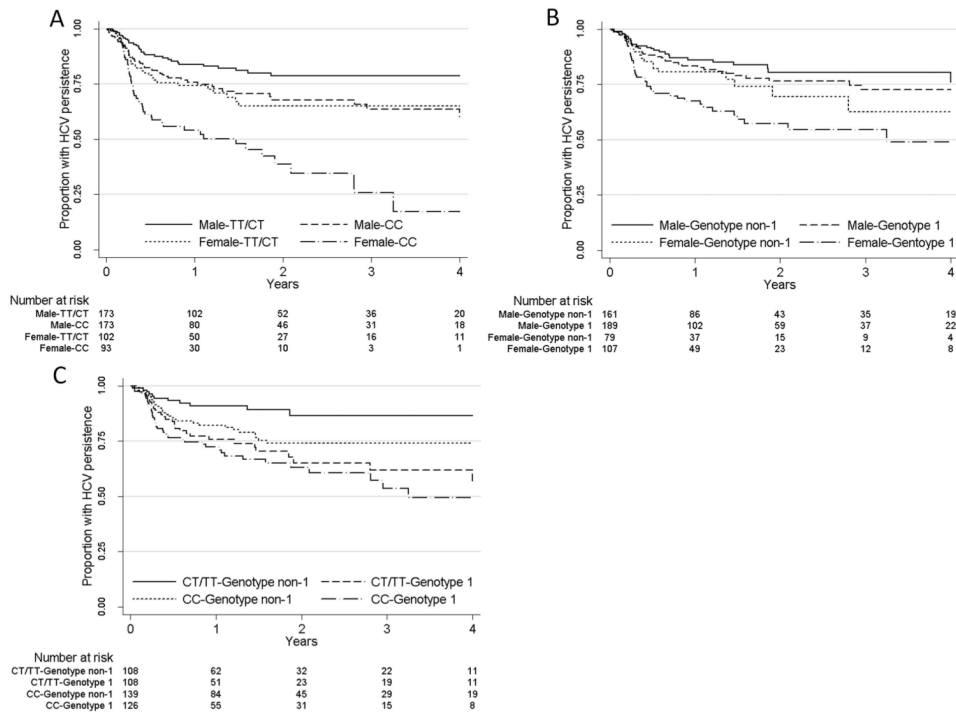 A
Proportion with HCV persistence
1.00
0.75
0.50
0.25
0.00
Male-TT/CT
Male-CC
Female-TT/CT
Female-CC
0 1 2 3 4
Years
Number at risk
Male-TT/CT 173 102 52 36 20
Male-CC 173 80 46 31 18
Female-TT/CT 102 50 27 16 11
Female-CC 93 30 10 3 1
B
Proportion with HCV persistence
1.00
0.75
0.50
0.25
0.00
Male-Genotype non-1
Male-Genotype 1
Female-Genotype non-1
Female-Gentoype 1
0 1 2 3 4
Years
Number at risk
Male-Genotype non-1 161 86 43 35 19
Male-Genotype 1 189 102 59 37 22
Female-Genotype non-1 79 37 15 9 4
Female-Genotype 1 107 49 23 12 8
C
Proportion with HCV persistence
1.00
0.75
0.50
0.25
0.00
CT/TT-Genotype non-1
CT/TT-Genotype 1
CC-Genotype non-1
CC-Genotype 1
0 1 2 3 4
Years
Number at risk
CT/TT-Genotype non-1 108 62 32 22 11
CT/TT-Genotype 1 108 51 23 19 11
CC-Genotype non-1 139 84 45 29 19
CC-Genotype 1 126 55 31 15 8